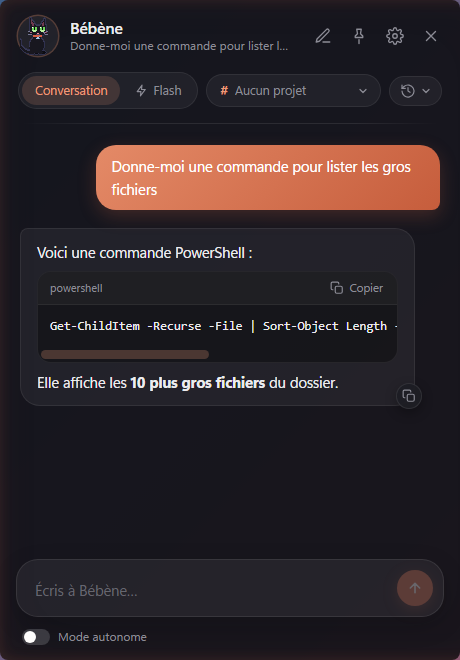 Bébène
Donne-moi une commande pour lister l...
Conversation
Flash
# Aucun projet
Donne-moi une commande pour lister les gros
fichiers
Voici une commande PowerShell :
powershell
Copier
Get-ChildItem -Recurse -File | Sort-Object Length -
Elle affiche les 10 plus gros fichiers du dossier.
Écris à Bébène...
Mode autonome